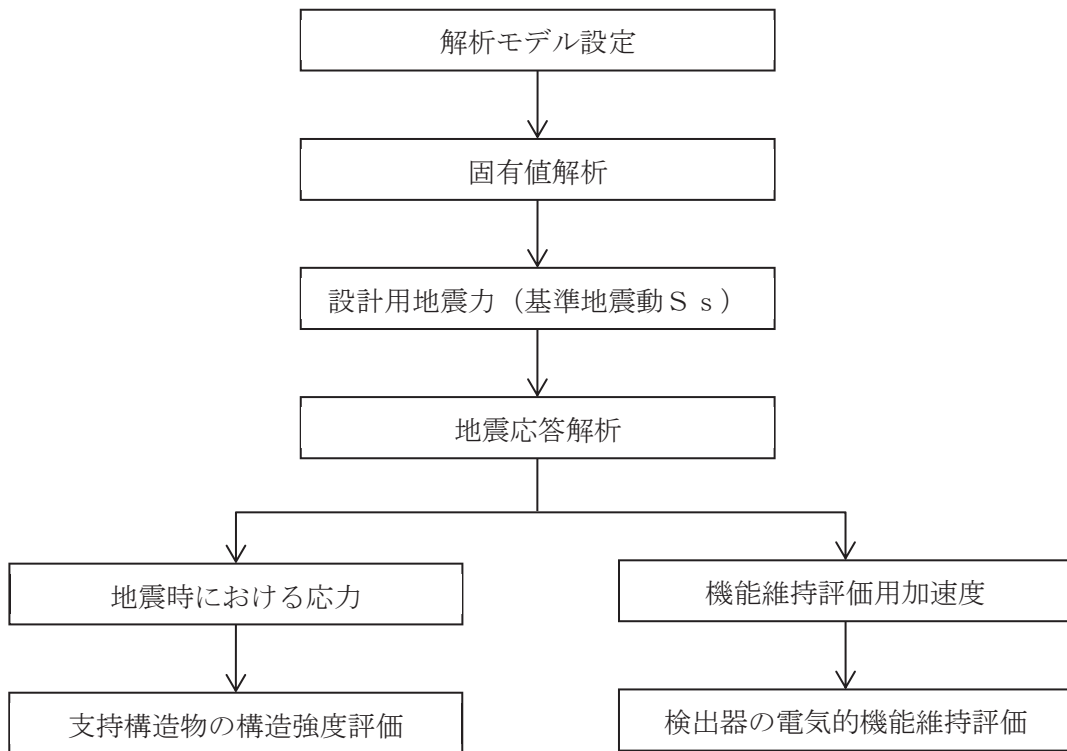 解析モデル設定
固有値解析
設計用地震力（基準地震動Ｓｓ）
地震応答解析
地震時における応力
機能維持評価用加速度
支持構造物の構造強度評価
検出器の電気的機能維持評価